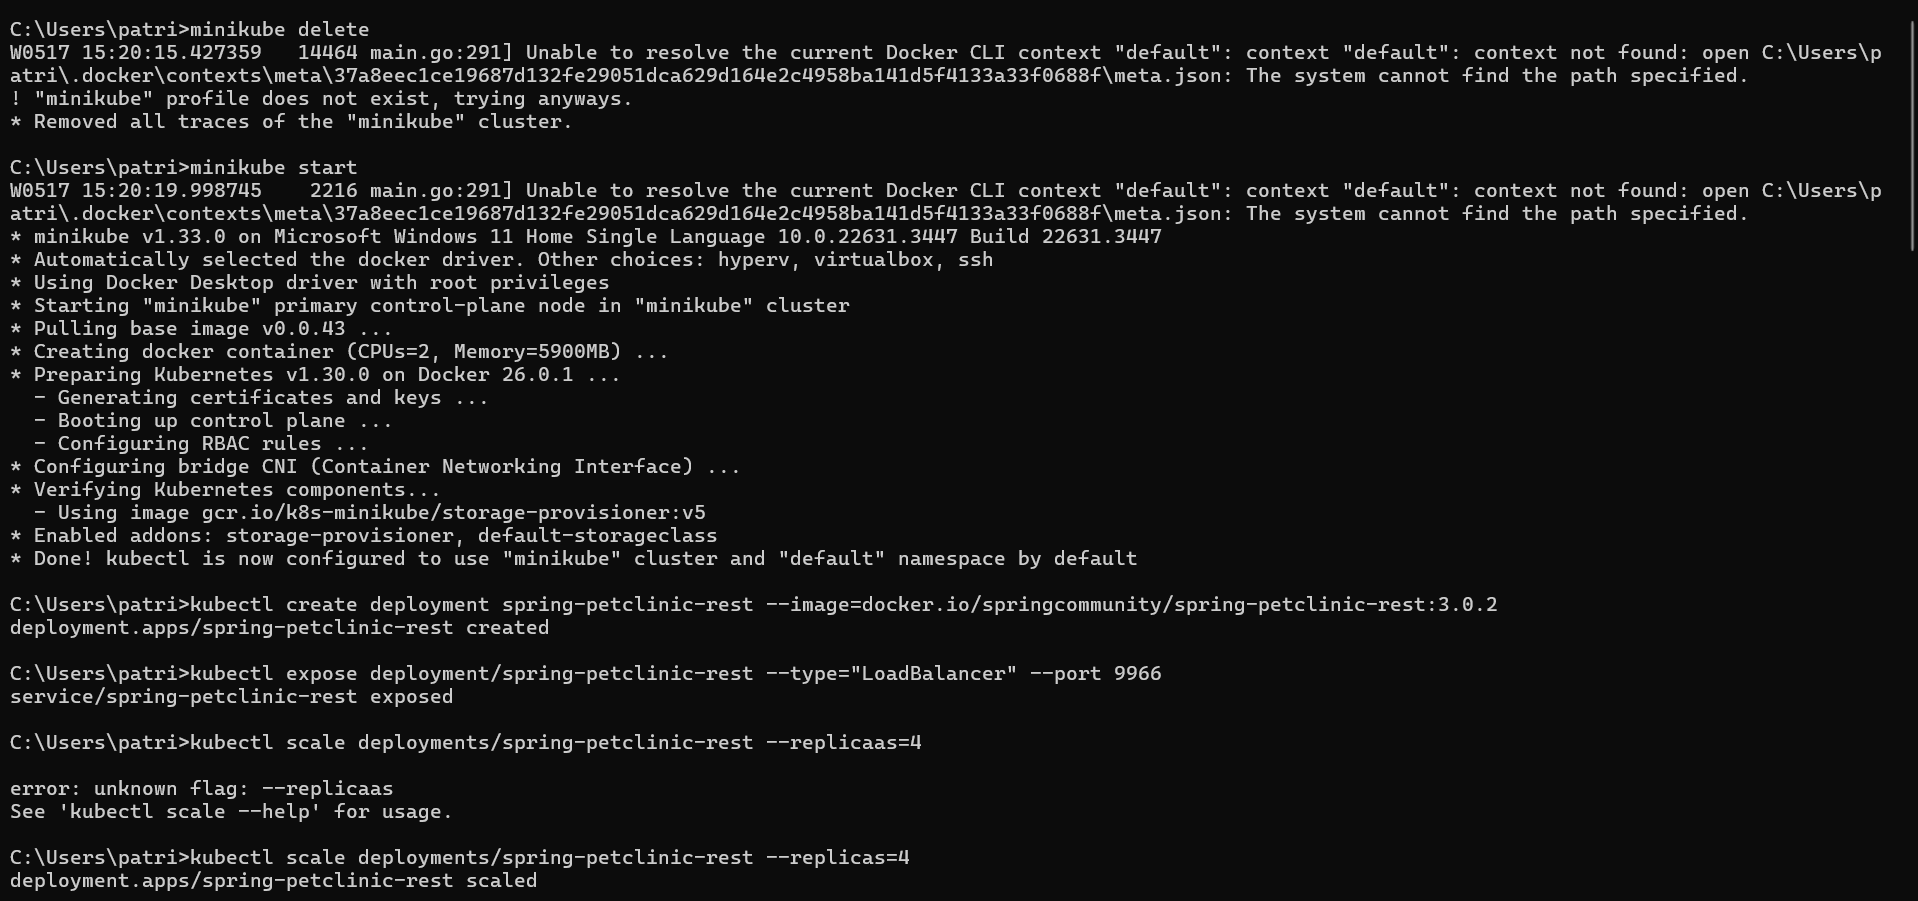 C:\Users\patri>minikube delete
W0517 15:20:15.427359   14464 main.go:291] Unable to resolve the current Docker CLI context "default": context "default": context not found: open C:\Users\p
atri\.docker\contexts\meta\37a8eec1ce19687d132fe29051dca629d164e2c4958ba141d5f4133a33f0688f\meta.json: The system cannot find the path specified.
! "minikube" profile does not exist, trying anyways.
* Removed all traces of the "minikube" cluster.

C:\Users\patri>minikube start
W0517 15:20:19.998745    2216 main.go:291] Unable to resolve the current Docker CLI context "default": context "default": context not found: open C:\Users\p
atri\.docker\contexts\meta\37a8eec1ce19687d132fe29051dca629d164e2c4958ba141d5f4133a33f0688f\meta.json: The system cannot find the path specified.
* minikube v1.33.0 on Microsoft Windows 11 Home Single Language 10.0.22631.3447 Build 22631.3447
* Automatically selected the docker driver. Other choices: hyperv, virtualbox, ssh
* Using Docker Desktop driver with root privileges
* Starting "minikube" primary control-plane node in "minikube" cluster
* Pulling base image v0.0.43 ...
* Creating docker container (CPUs=2, Memory=5900MB) ...
* Preparing Kubernetes v1.30.0 on Docker 26.0.1 ...
  - Generating certificates and keys ...
  - Booting up control plane ...
  - Configuring RBAC rules ...
* Configuring bridge CNI (Container Networking Interface) ...
* Verifying Kubernetes components...
  - Using image gcr.io/k8s-minikube/storage-provisioner:v5
* Enabled addons: storage-provisioner, default-storageclass
* Done! kubectl is now configured to use "minikube" cluster and "default" namespace by default

C:\Users\patri>kubectl create deployment spring-petclinic-rest --image=docker.io/springcommunity/spring-petclinic-rest:3.0.2
deployment.apps/spring-petclinic-rest created

C:\Users\patri>kubectl expose deployment/spring-petclinic-rest --type="LoadBalancer" --port 9966
service/spring-petclinic-rest exposed

C:\Users\patri>kubectl scale deployments/spring-petclinic-rest --replicaas=4

error: unknown flag: --replicaas
See 'kubectl scale --help' for usage.

C:\Users\patri>kubectl scale deployments/spring-petclinic-rest --replicas=4
deployment.apps/spring-petclinic-rest scaled